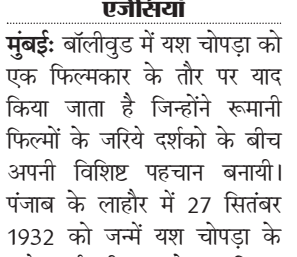 एजेंसियां
मुंबईः बॉलीवुड में यश चोपड़ा को
एक फिल्मकार के तौर पर याद
किया जाता है जिन्होंने रूमानी
फिल्मों के जरिये दर्शको के बीच
अपनी विशिष्ट पहचान बनायी।
पंजाब के लाहौर में 27 सितंबर
1932 को जन्में यश चोपड़ा के